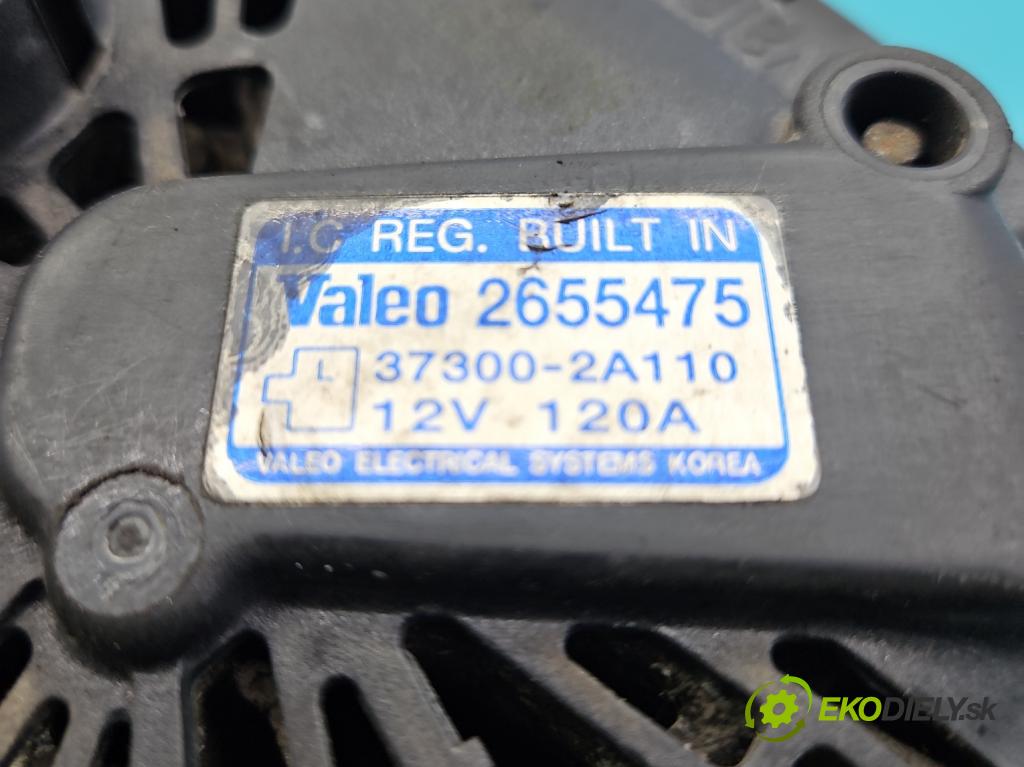 I.C REG. BUILT IN
Valeo 2655475
L 37300-2A110
12V 120A
VALEO ELECTRICAL SYSTEMS KOREA
EKODIELY.sk